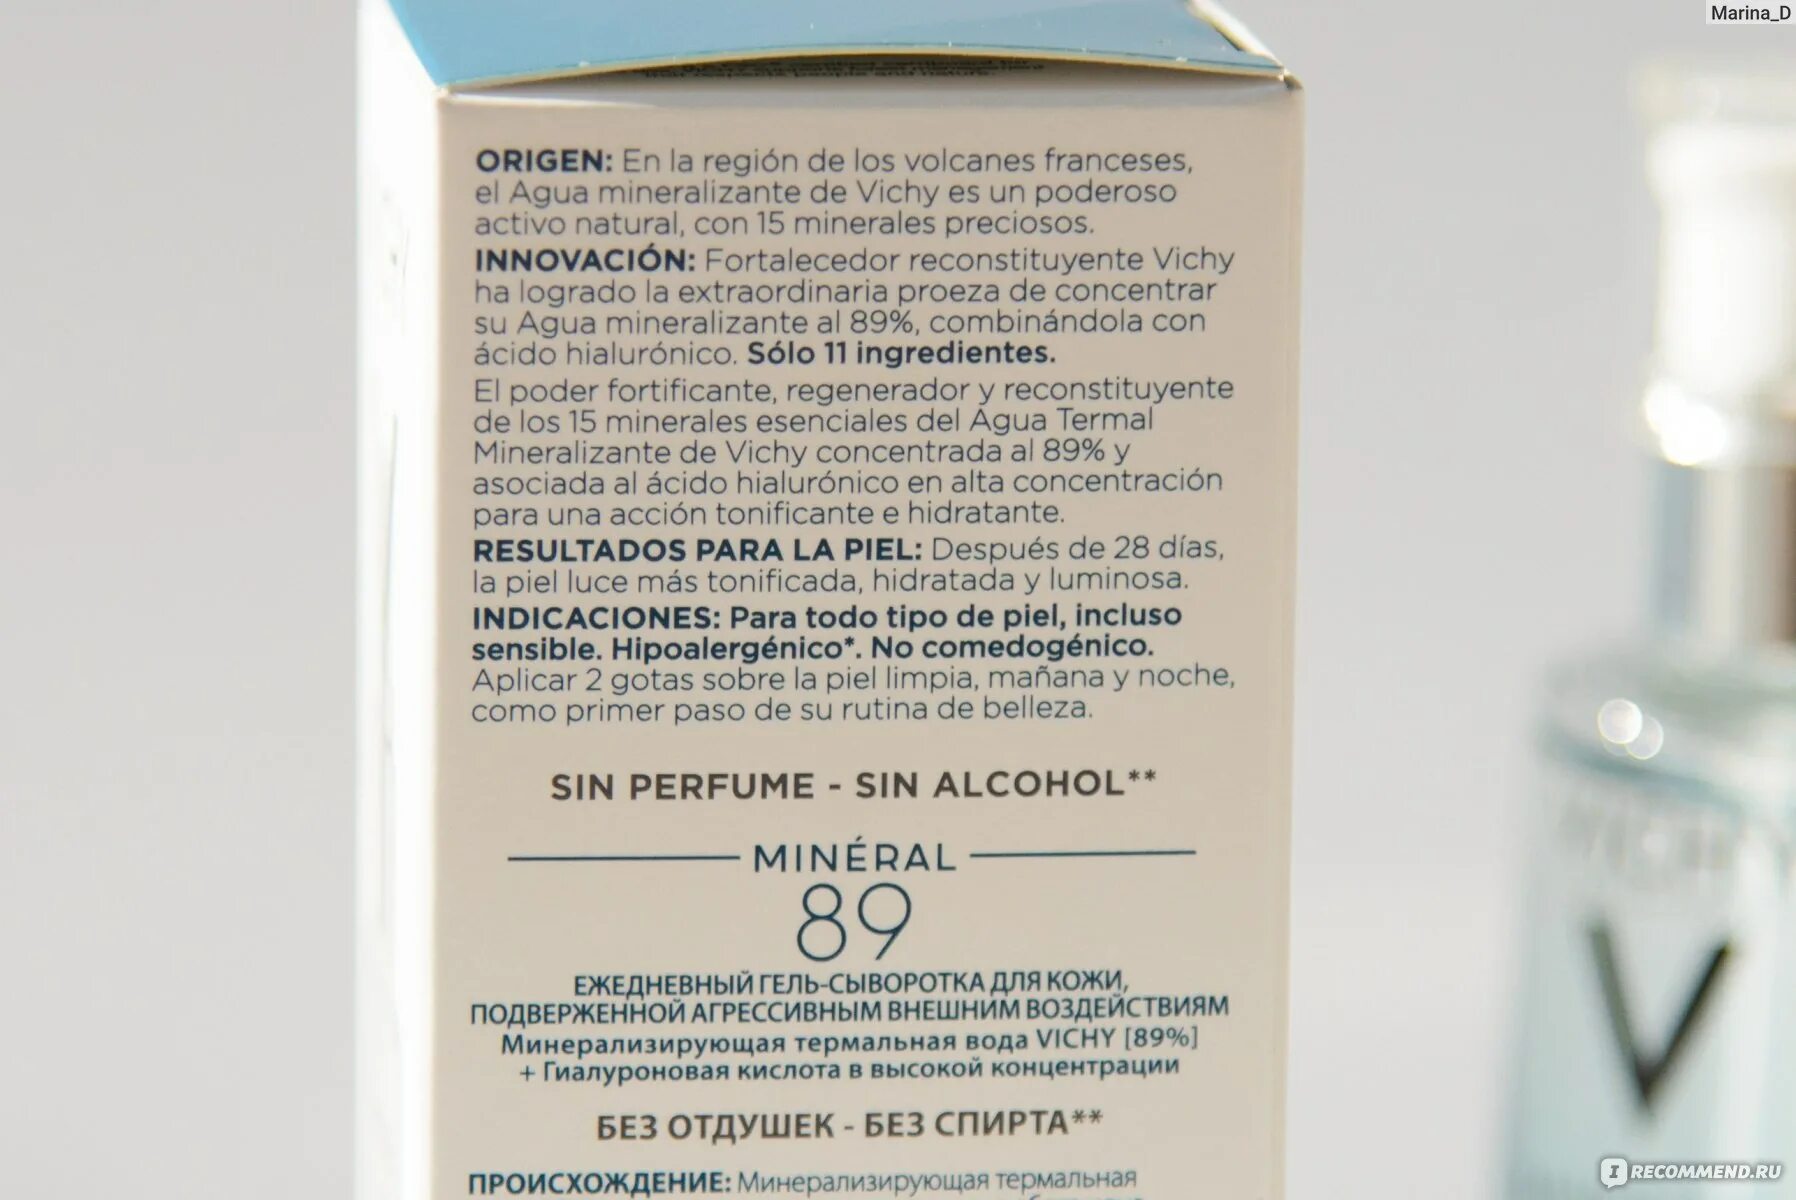 Marina_D
their respects people and nature.
ORIGEN: En la región de los volcanes franceses,
el Agua mineralizante de Vichy es un poderoso
activo natural, con 15 minerales preciosos.
INNOVACIÓN: Fortalecedor reconstituyente Vichy
ha logrado la extraordinaria proeza de concentrar
su Agua mineralizante al 89%, combinándola con
ácido hialurónico. Sólo 11 ingredientes.
El poder fortificante, regenerador y reconstituyente
de los 15 minerales esenciales del Agua Termal
Mineralizante de Vichy concentrada al 89% y
asociada al ácido hialurónico en alta concentración
para una acción tonificante e hidratante.
RESULTADOS PARA LA PIEL: Después de 28 días,
la piel luce más tonificada, hidratada y luminosa.
INDICACIONES: Para todo tipo de piel, incluso
sensible. Hipoalergénico*. No comedogénico.
Aplicar 2 gotas sobre la piel limpia, mañana y noche,
como primer paso de su rutina de belleza.
SIN PERFUME - SIN ALCOHOL**
MINÉRAL
89
ЕЖЕДНЕВНЫЙ ГЕЛЬ-СЫВОРОТКА ДЛЯ КОЖИ,
ПОДВЕРЖЕННОЙ АГРЕССИВНЫМ ВНЕШНИМ ВОЗДЕЙСТВИЯМ
Минерализирующая термальная вода VICHY [89%]
+ Гиалуроновая кислота в высокой концентрации
БЕЗ ОТДУШЕК - БЕЗ СПИРТА**
ПРОИСХОЖДЕНИЕ: Минерализирующая термальная
V
IRECOMMEND.RU